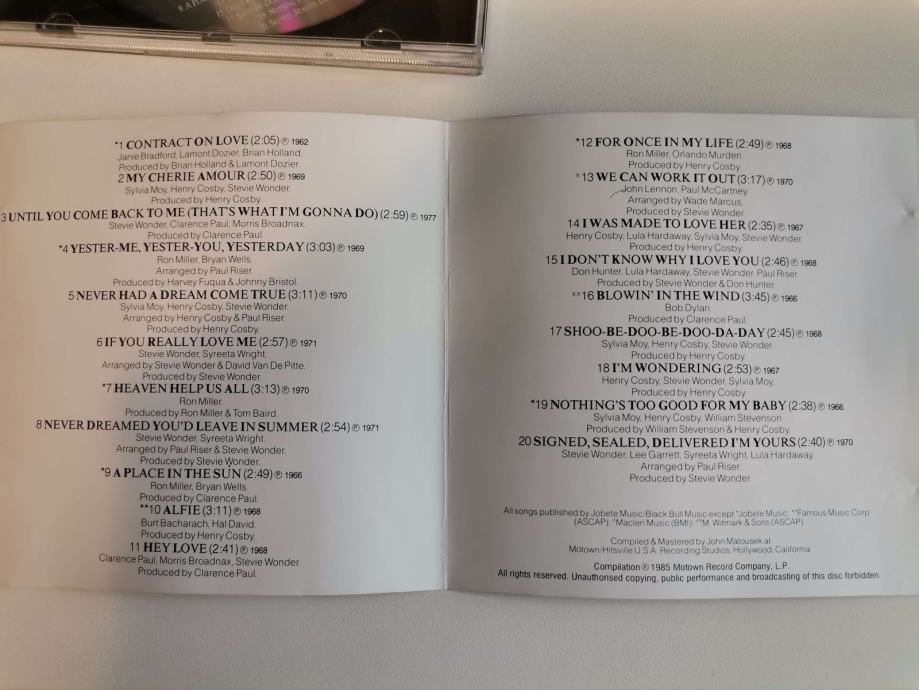 9. A PLA
*1 CONTRACT ON LOVE (2:05) ℗ 1962
Janie Bradford, Lamont Dozier, Brian Holland.
Produced by Brian Holland & Lamont Dozier.
2 MY CHERIE AMOUR (2:50) ℗ 1969
Sylvia Moy, Henry Cosby, Stevie Wonder.
Produced by Henry Cosby.
3 UNTIL YOU COME BACK TO ME (THAT'S WHAT I'M GONNA DO) (2:59) ℗ 1977
Stevie Wonder, Clarence Paul, Morris Broadnax.
Produced by Clarence Paul.
*4 YESTER-ME, YESTER-YOU, YESTERDAY (3:03) ℗ 1969
Ron Miller, Bryan Wells.
Arranged by Paul Riser.
Produced by Harvey Fuqua & Johnny Bristol.
5 NEVER HAD A DREAM COME TRUE (3:11) ℗ 1970
Sylvia Moy, Henry Cosby, Stevie Wonder.
Arranged by Henry Cosby & Paul Riser.
Produced by Henry Cosby.
6 IF YOU REALLY LOVE ME (2:57) ℗ 1971
Stevie Wonder, Syreeta Wright.
Arranged by Stevie Wonder & David Van De Pitte.
Produced by Stevie Wonder.
*7 HEAVEN HELP US ALL (3:13) ℗ 1970
Ron Miller.
Produced by Ron Miller & Tom Baird.
8 NEVER DREAMED YOU'D LEAVE IN SUMMER (2:54) ℗ 1971
Stevie Wonder, Syreeta Wright.
Arranged by Paul Riser & Stevie Wonder.
Produced by Stevie Wonder.
*9 A PLACE IN THE SUN (2:49) ℗ 1966
Ron Miller, Bryan Wells.
Produced by Clarence Paul.
**10 ALFIE (3:11) ℗ 1968
Burt Bacharach, Hal David.
Produced by Henry Cosby.
11 HEY LOVE (2:41) ℗ 1968
Clarence Paul, Morris Broadnax, Stevie Wonder.
Produced by Clarence Paul.
*12 FOR ONCE IN MY LIFE (2:49) ℗ 1968
Ron Miller, Orlando Murden.
Produced by Henry Cosby.
x13 WE CAN WORK IT OUT (3:17) ℗ 1970
John Lennon, Paul McCartney.
Arranged by Wade Marcus.
Produced by Stevie Wonder.
14 I WAS MADE TO LOVE HER (2:35) ℗ 1967
Henry Cosby, Lula Hardaway, Sylvia Moy, Stevie Wonder.
Produced by Henry Cosby.
15 I DON'T KNOW WHY I LOVE YOU (2:46) ℗ 1968
Don Hunter, Lula Hardaway, Stevie Wonder, Paul Riser.
Produced by Stevie Wonder & Don Hunter.
xx16 BLOWIN' IN THE WIND (3:45) ℗ 1966
Bob Dylan.
Produced by Clarence Paul.
17 SHOO-BE-DOO-BE-DOO-DA-DAY (2:45) ℗ 1968
Sylvia Moy, Henry Cosby, Stevie Wonder.
Produced by Henry Cosby.
18 I'M WONDERING (2:53) ℗ 1967
Henry Cosby, Stevie Wonder, Sylvia Moy.
Produced by Henry Cosby.
*19 NOTHING'S TOO GOOD FOR MY BABY (2:38) ℗ 1966
Sylvia Moy, Henry Cosby, William Stevenson.
Produced by William Stevenson & Henry Cosby.
20 SIGNED, SEALED, DELIVERED I'M YOURS (2:40) ℗ 1970
Stevie Wonder, Lee Garrett, Syreeta Wright, Lula Hardaway.
Arranged by Paul Riser.
Produced by Stevie Wonder.
All songs published by Jobete Music/Black Bull Music except *Jobete Music. **Famous Music Corp.
(ASCAP). xMaclen Music (BMI). xxM. Witmark & Sons (ASCAP)
Compiled & Mastered by John Matousek at
Motown/Hitsville U.S.A. Recording Studios, Hollywood, California
Compilation ℗ 1985 Motown Record Company, L.P.
All rights reserved. Unauthorised copying, public performance and broadcasting of this disc forbidden.